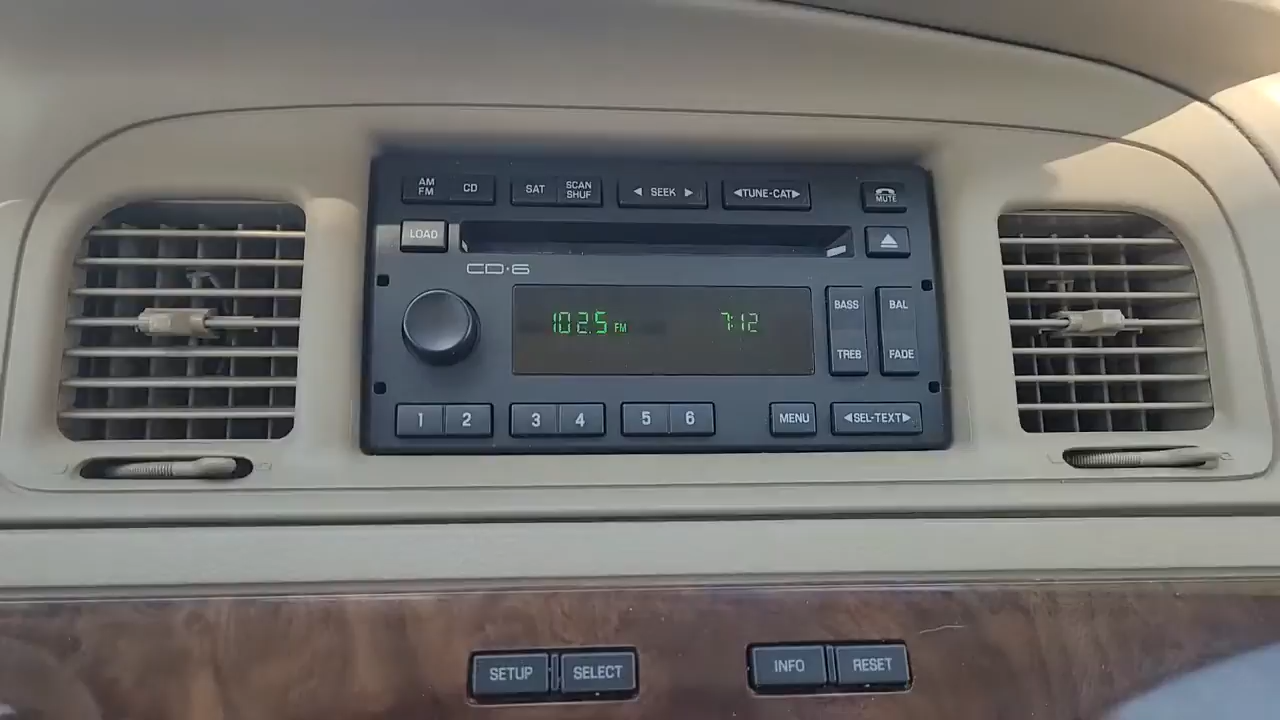 AM
FM
CD
SAT
SCAN
SHUF
◀ SEEK ▶
◀TUNE-CAT▶
MUTE
LOAD
CD·6
102.5 FM
7:12
BASS
TREB
BAL
FADE
1
2
3
4
5
6
MENU
◀SEL-TEXT▶
SETUP
SELECT
INFO
RESET